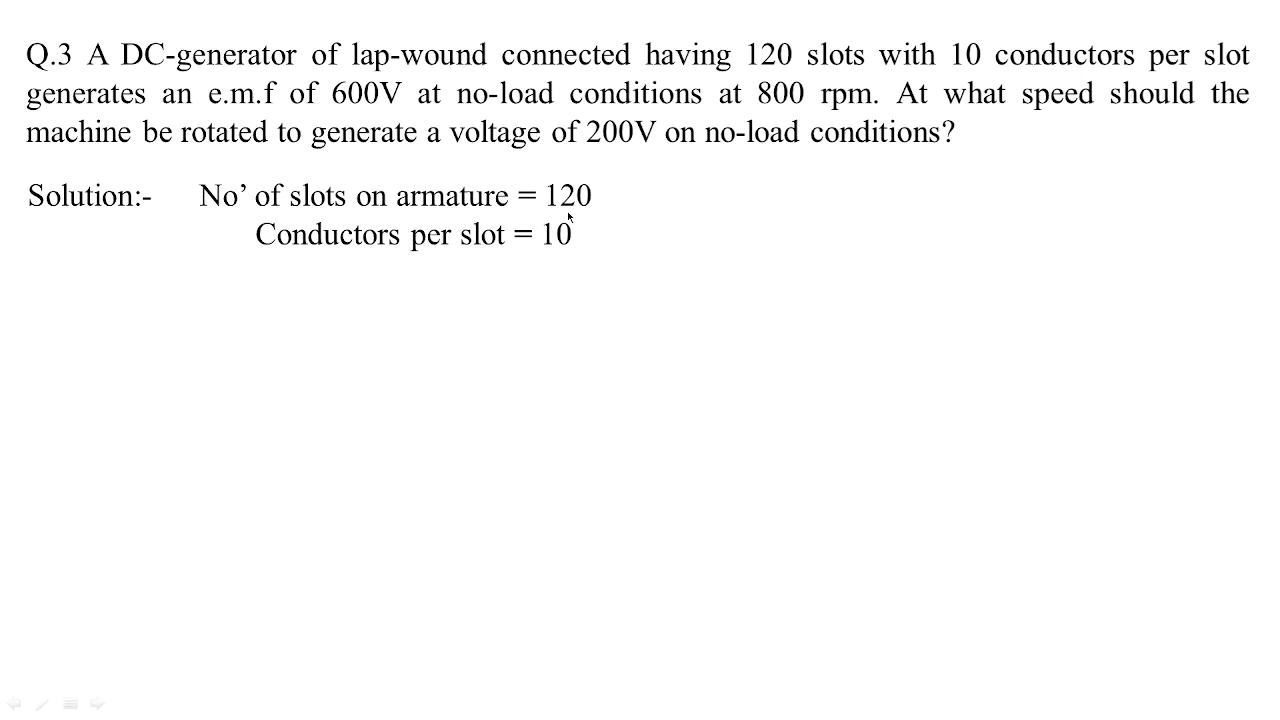 Q.3 A DC-generator of lap-wound connected having 120 slots with 10 conductors per slot
generates an e.m.f of 600V at no-load conditions at 800 rpm. At what speed should the
machine be rotated to generate a voltage of 200V on no-load conditions?
Solution:- No’ of slots on armature = 120
Conductors per slot = 10